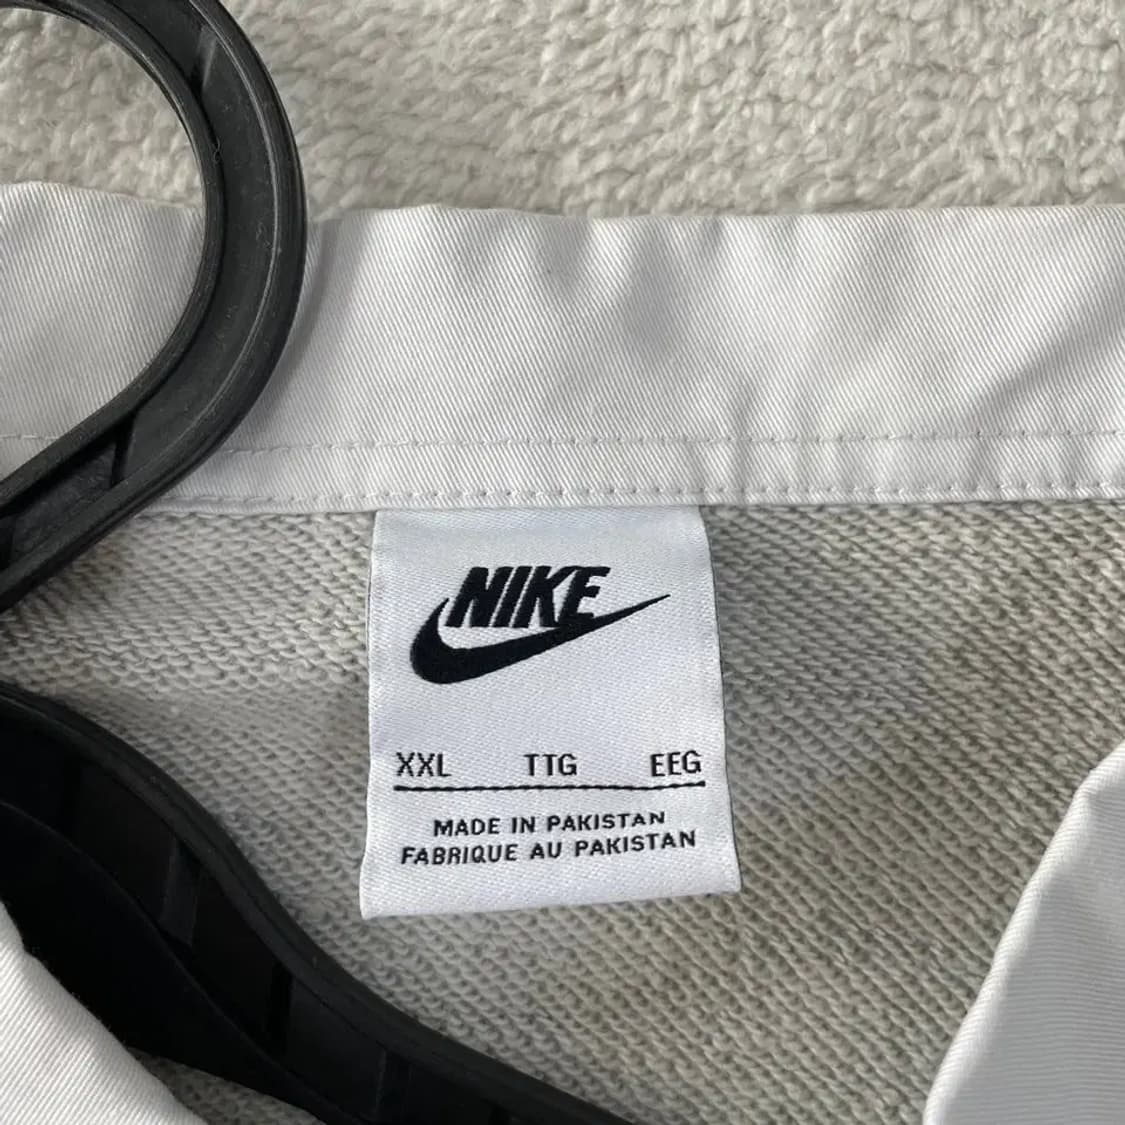 NIKE
XXL TTG EEG
MADE IN PAKISTAN
FABRIQUE AU PAKISTAN